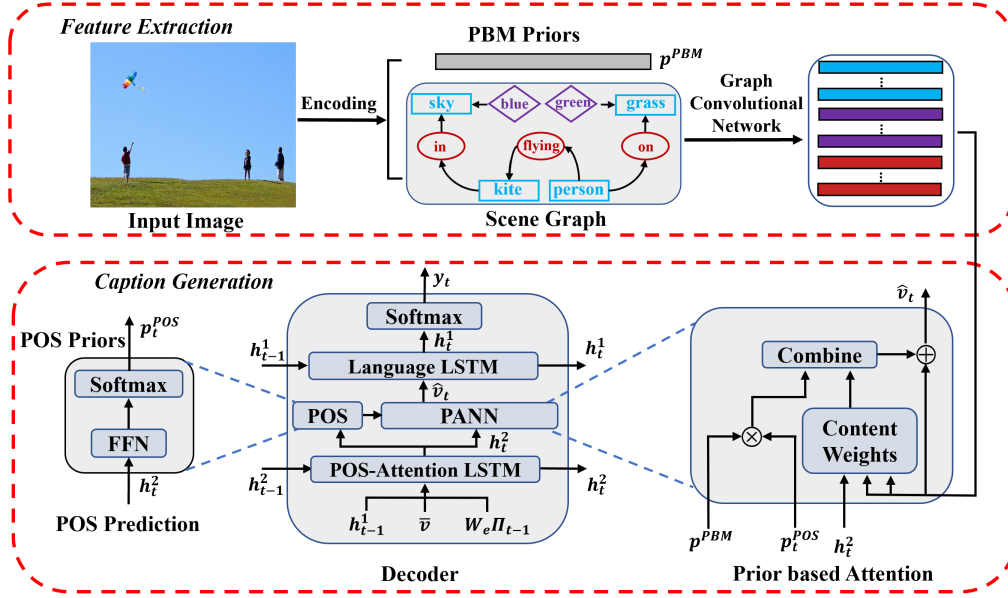 Feature Extraction
PBM Priors
p^{PBM}
Encoding
sky
blue
green
grass
in
flying
on
kite
person
Input Image
Scene Graph
Graph
Convolutional
Network
Caption Generation
y_t
Softmax
h_t^1
h_{t-1}^1
Language LSTM
h_t^1
v̂_t
POS
PANN
h_t^2
h_{t-1}^2
POS-Attention LSTM
h_t^2
h_{t-1}^1
v̄
W_eΠ_{t-1}
Decoder
p_t^{POS}
POS Priors
Softmax
FFN
h_t^2
POS Prediction
v̂_t
Combine
Content
Weights
p^{PBM}
p_t^{POS}
h_t^2
Prior based Attention